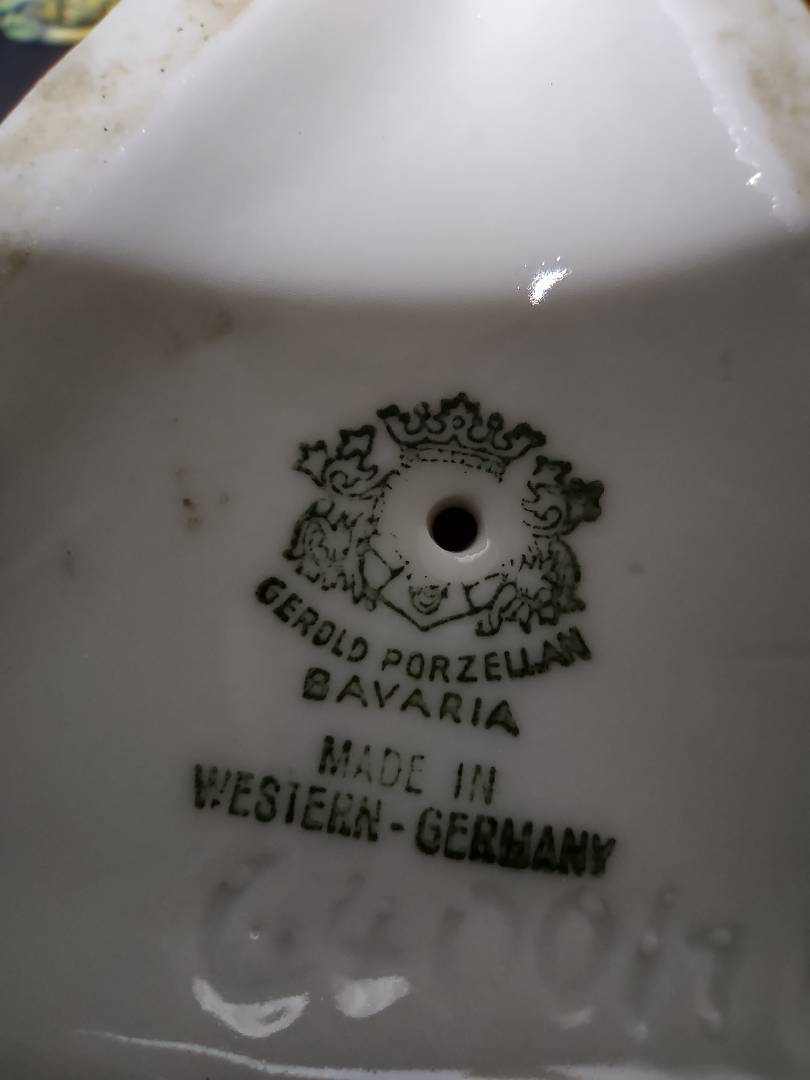 GEROLD PORZELLAN
BAVARIA
MADE IN
WESTERN-GERMANY